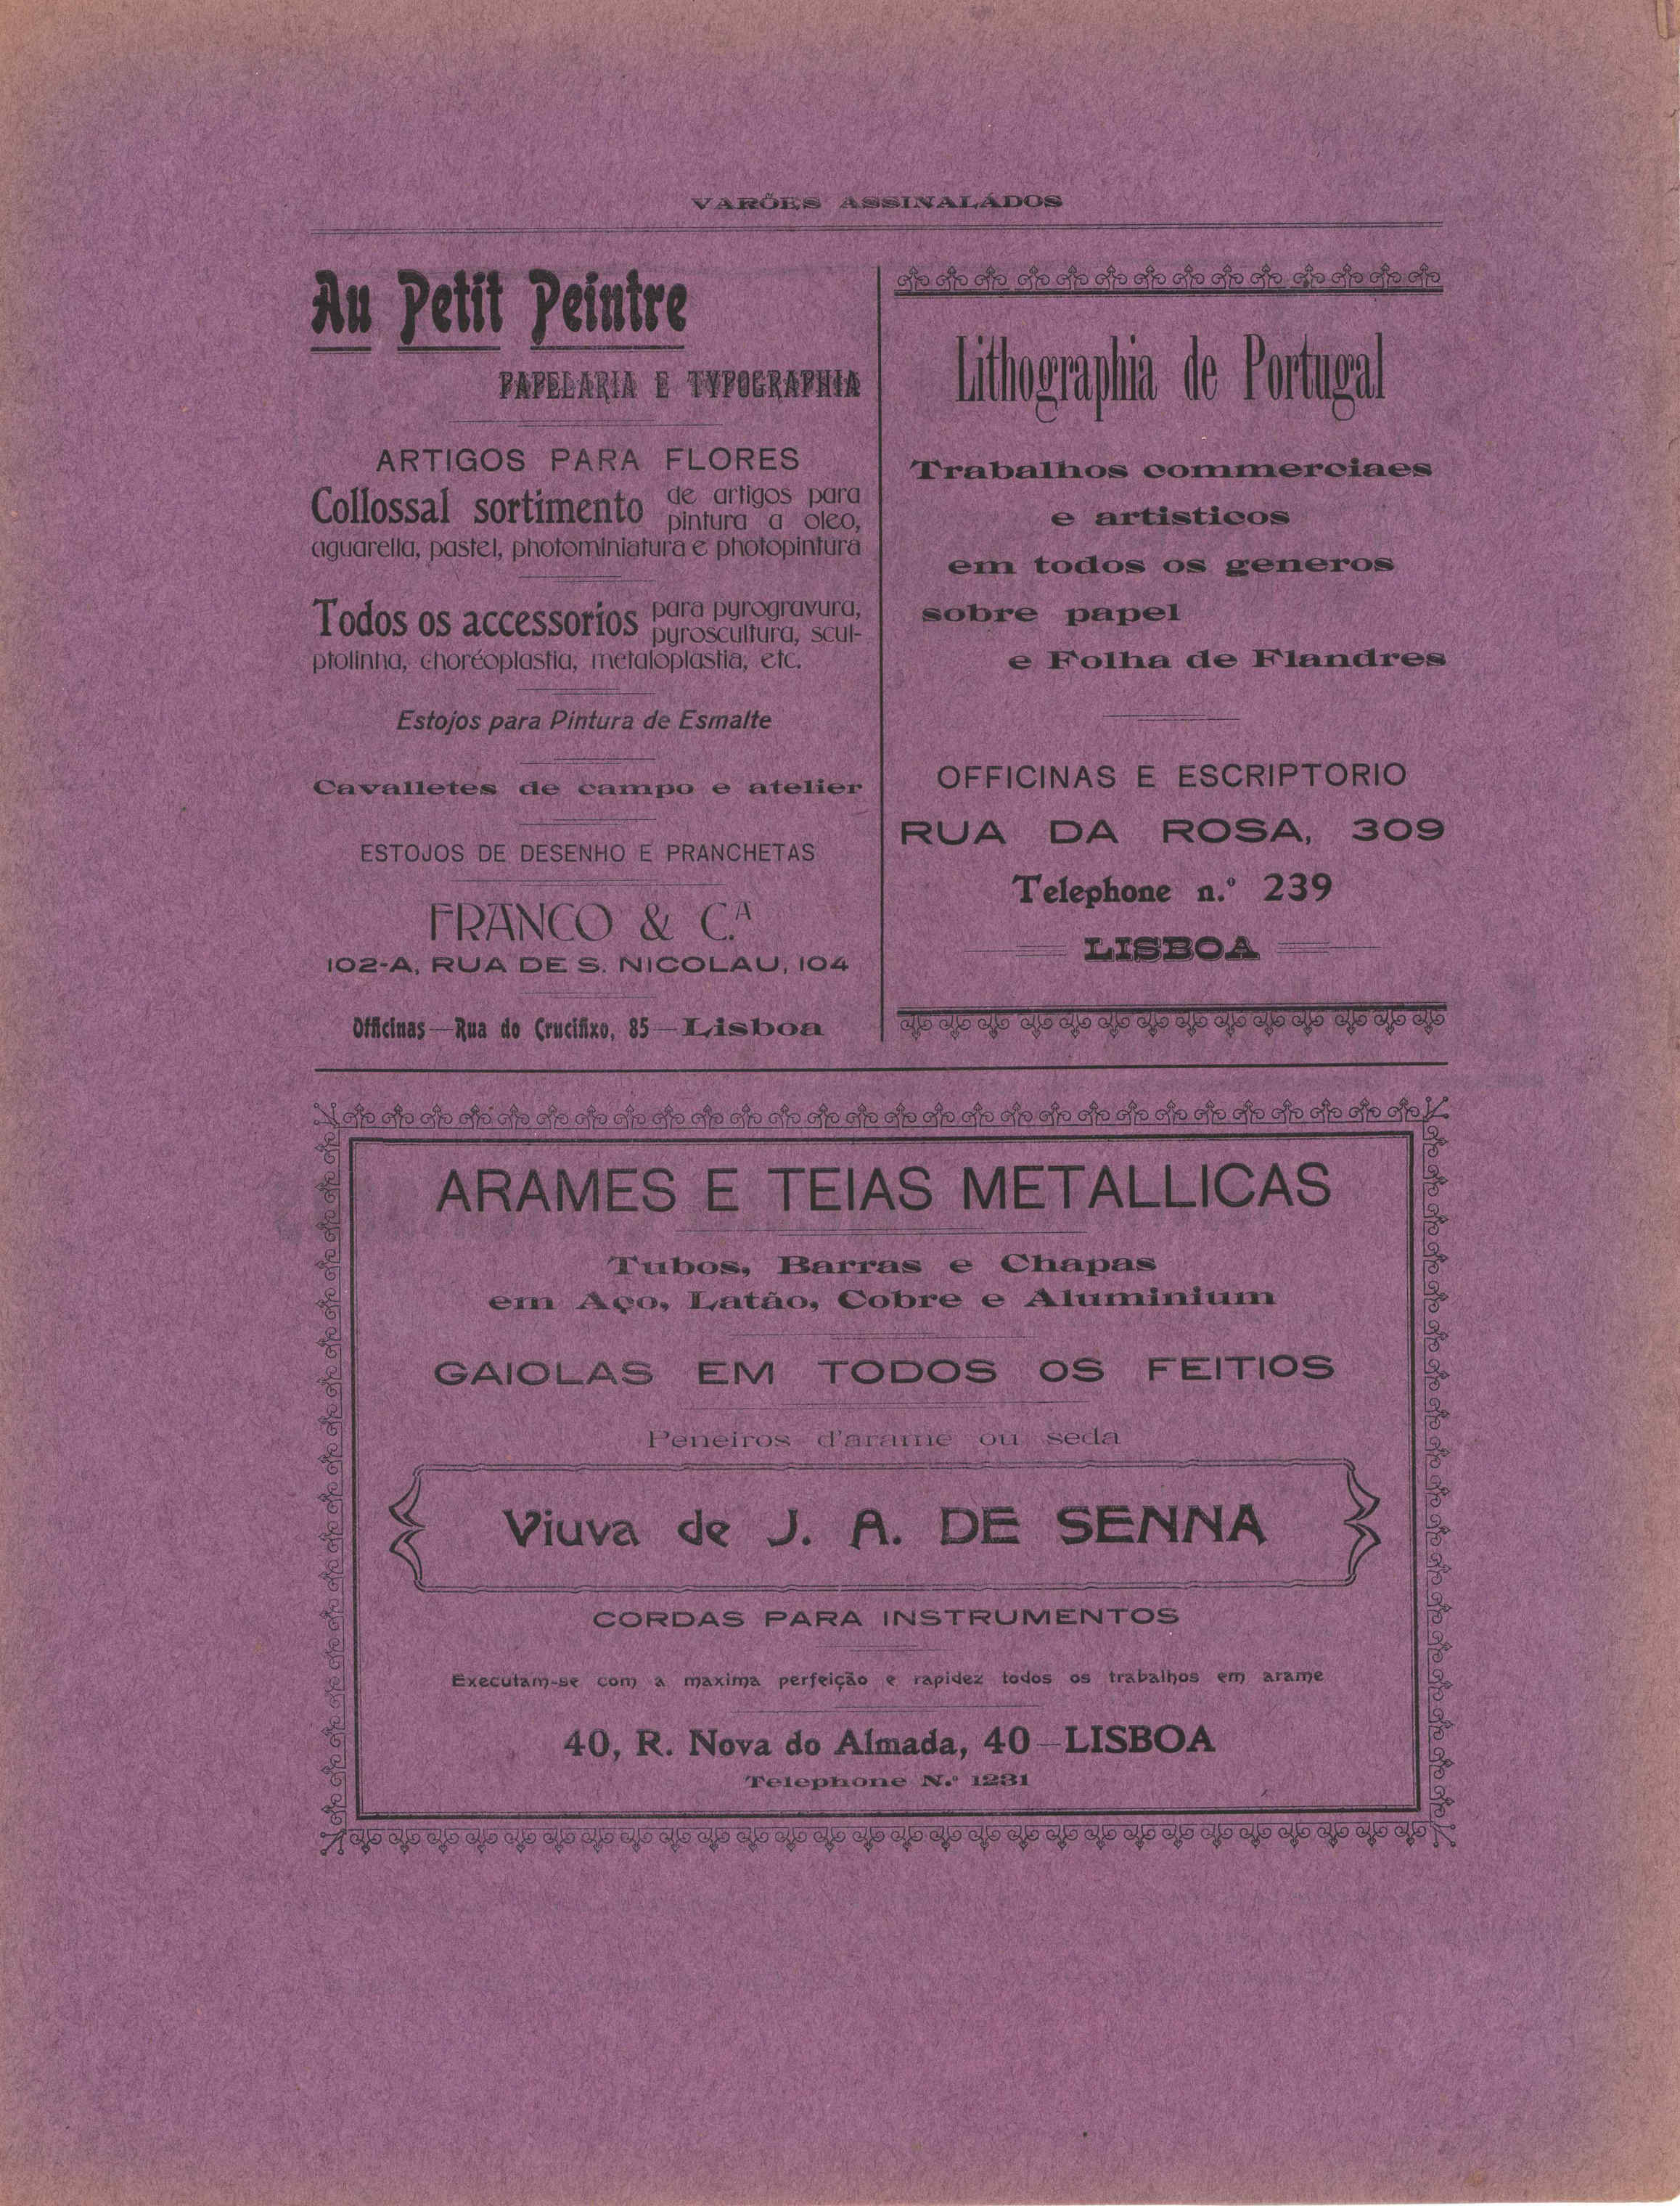 VARÕES ASSINALÁDOS
Au Petit Peintre
PAPELARIA E TYPOGRAPHIA
ARTIGOS PARA FLORES
Collossal sortimento de artigos para
pintura a oleo,
aguarella, pastel, photominiatura e photopintura
Todos os accessorios para pyrogravura,
pyroscultura, scul-
ptolinha, choréoplastia, metaloplastia, etc.
Estojos para Pintura de Esmalte
Cavalletes de campo e atelier
ESTOJOS DE DESENHO E PRANCHETAS
FRANCO & C.A
102-A, RUA DE S. NICOLAU, 104
Officinas—Rua do Crucifixo, 85—Lisboa
Lithographia de Portugal
Trabalhos commerciaes
e artisticos
em todos os generos
sobre papel
e Folha de Flandres
OFFICINAS E ESCRIPTORIO
RUA DA ROSA, 309
Telephone n.º 239
LISBOA
ARAMES E TEIAS METALLICAS
Tubos, Barras e Chapas
em Aço, Latão, Cobre e Aluminium
GAIOLAS EM TODOS OS FEITIOS
Peneiros d'arame ou seda
Viuva de J. A. DE SENNA
CORDAS PARA INSTRUMENTOS
Executam-se com a maxima perfeição e rapidez todos os trabalhos em arame
40, R. Nova do Almada, 40—LISBOA
Telephone N.º 1231